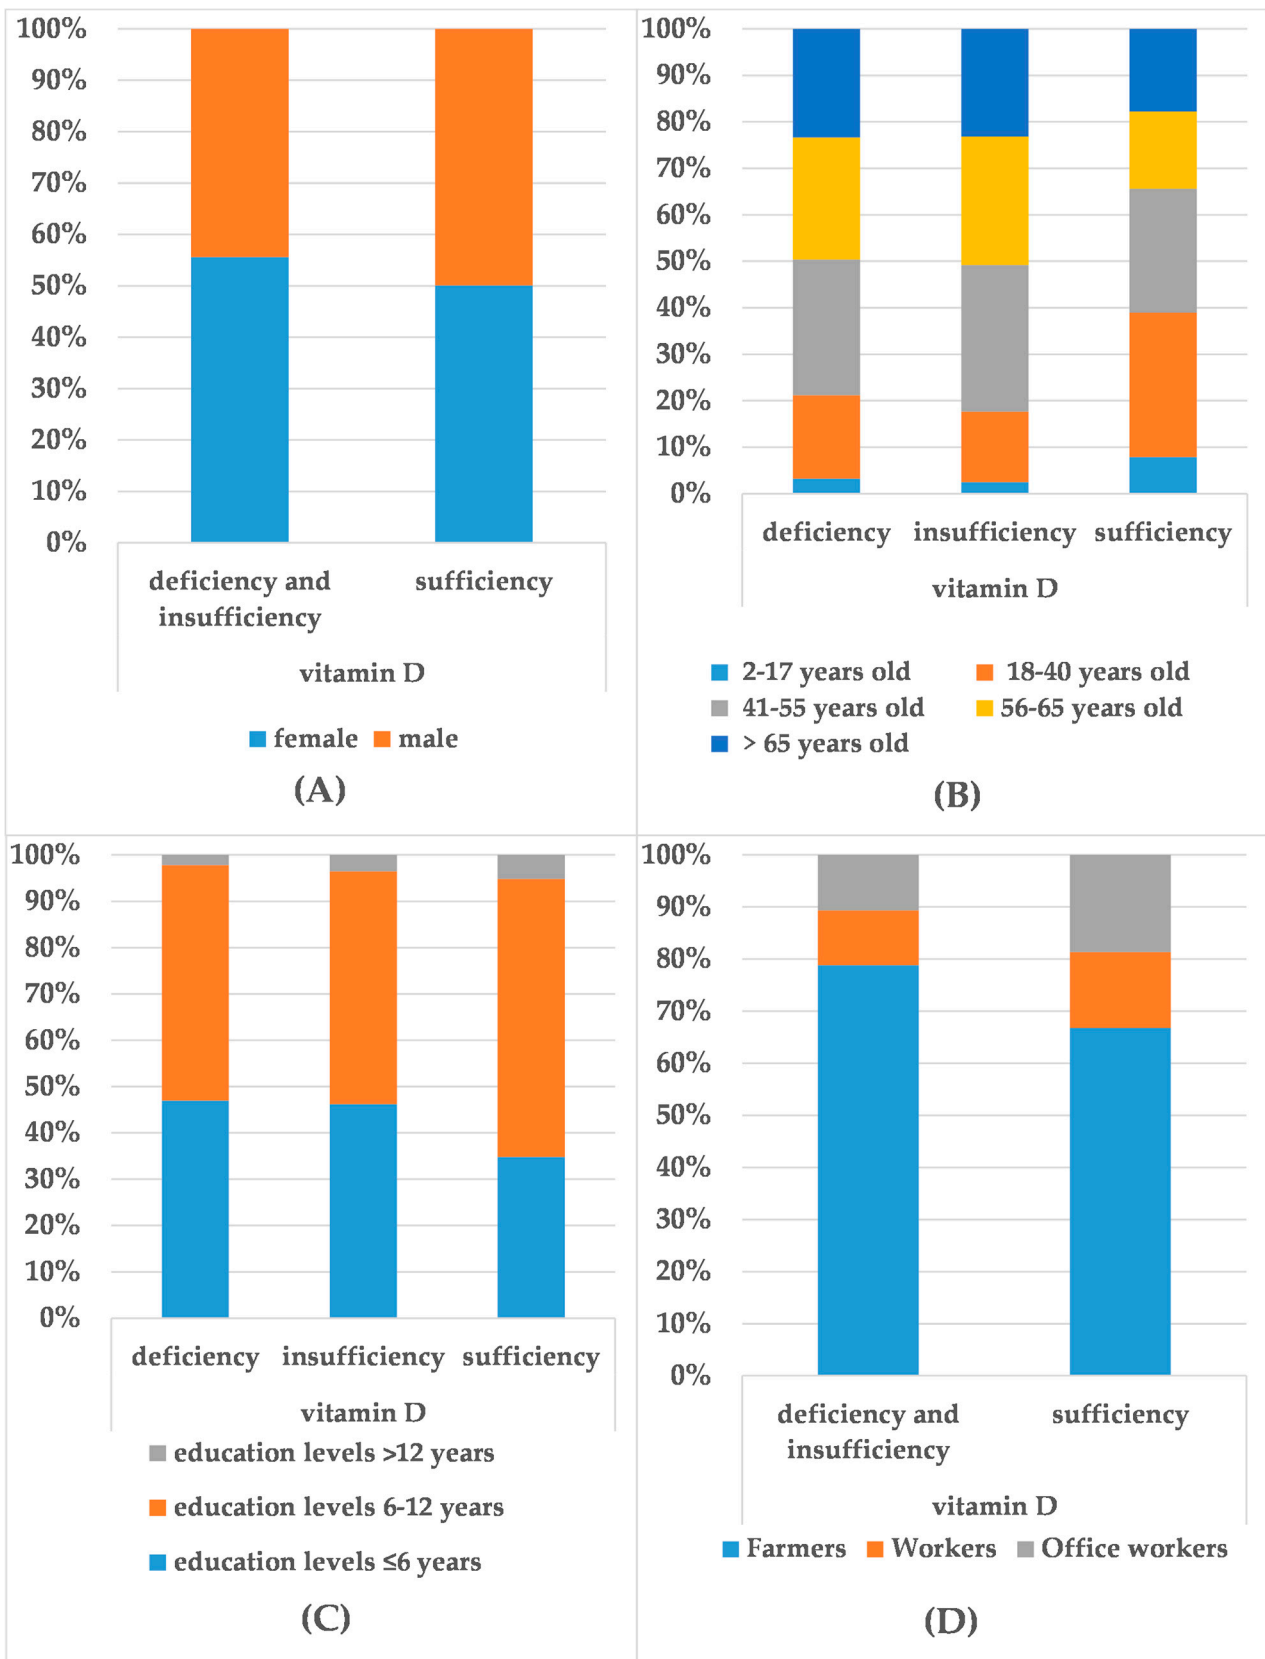 100%
90%
80%
70%
60%
50%
40%
30%
20%
10%
0%
deficiency and
insufficiency
sufficiency
vitamin D
female male
(A)
100%
90%
80%
70%
60%
50%
40%
30%
20%
10%
0%
deficiency insufficiency sufficiency
vitamin D
2-17 years old 18-40 years old
41-55 years old 56-65 years old
> 65 years old
(B)
100%
90%
80%
70%
60%
50%
40%
30%
20%
10%
0%
deficiency insufficiency sufficiency
vitamin D
education levels >12 years
education levels 6-12 years
education levels ≤6 years
(C)
100%
90%
80%
70%
60%
50%
40%
30%
20%
10%
0%
deficiency and
insufficiency
sufficiency
vitamin D
Farmers Workers Office workers
(D)